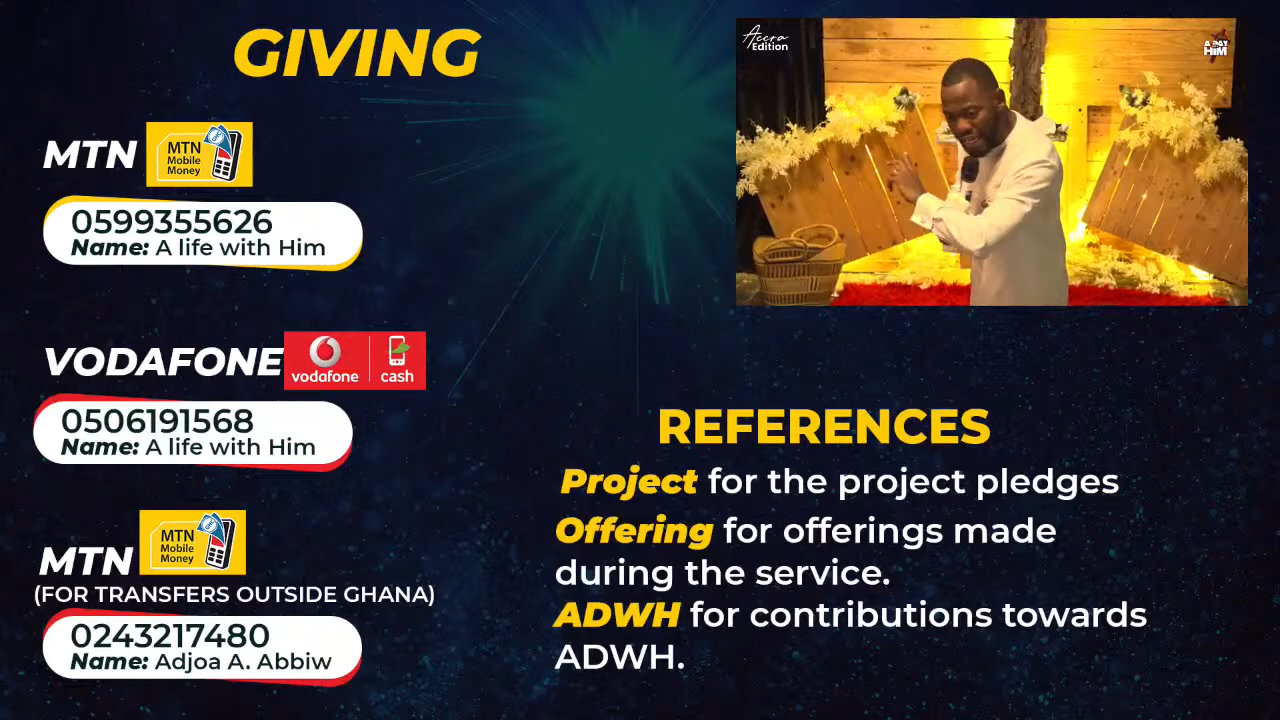 GIVING
MTN
MTN
Mobile
Money
0599355626
Name: A life with Him
VODAFONE
vodafone
cash
0506191568
Name: A life with Him
MTN
MTN
Mobile
Money
(FOR TRANSFERS OUTSIDE GHANA)
0243217480
Name: Adjoa A. Abbiw
Accra
Edition
HIM
REFERENCES
Project for the project pledges
Offering for offerings made
during the service.
ADWH for contributions towards
ADWH.